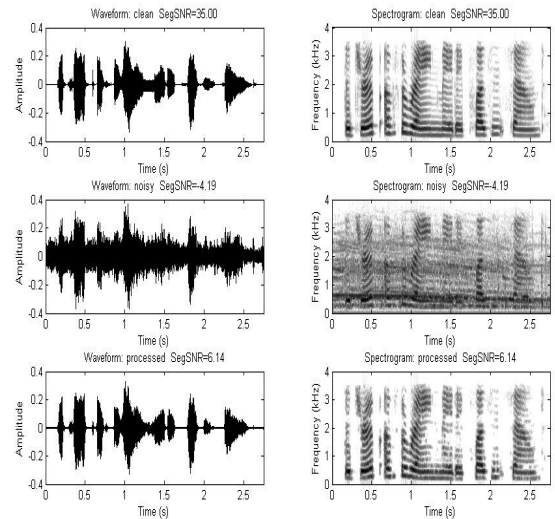 Waveform: clean SegSNR=35.00
Spectrogram: clean SegSNR=35.00
Amplitude
0.4
0.2
0
-0.2
-0.4
0 0.5 1 1.5 2 2.5
Time (s)
Frequency (kHz)
4
3
2
1
0
0 0.5 1 1.5 2 2.5
Time (s)
Waveform: noisy SegSNR=-4.19
Spectrogram: noisy SegSNR=-4.19
Amplitude
0.4
0.2
0
-0.2
-0.4
0 0.5 1 1.5 2 2.5
Time (s)
Frequency (kHz)
4
3
2
1
0
0 0.5 1 1.5 2 2.5
Time (s)
Waveform: processed SegSNR=6.14
Spectrogram: processed SegSNR=6.14
Amplitude
0.4
0.2
0
-0.2
-0.4
0 0.5 1 1.5 2 2.5
Time (s)
Frequency (kHz)
4
3
2
1
0
0 0.5 1 1.5 2 2.5
Time (s)